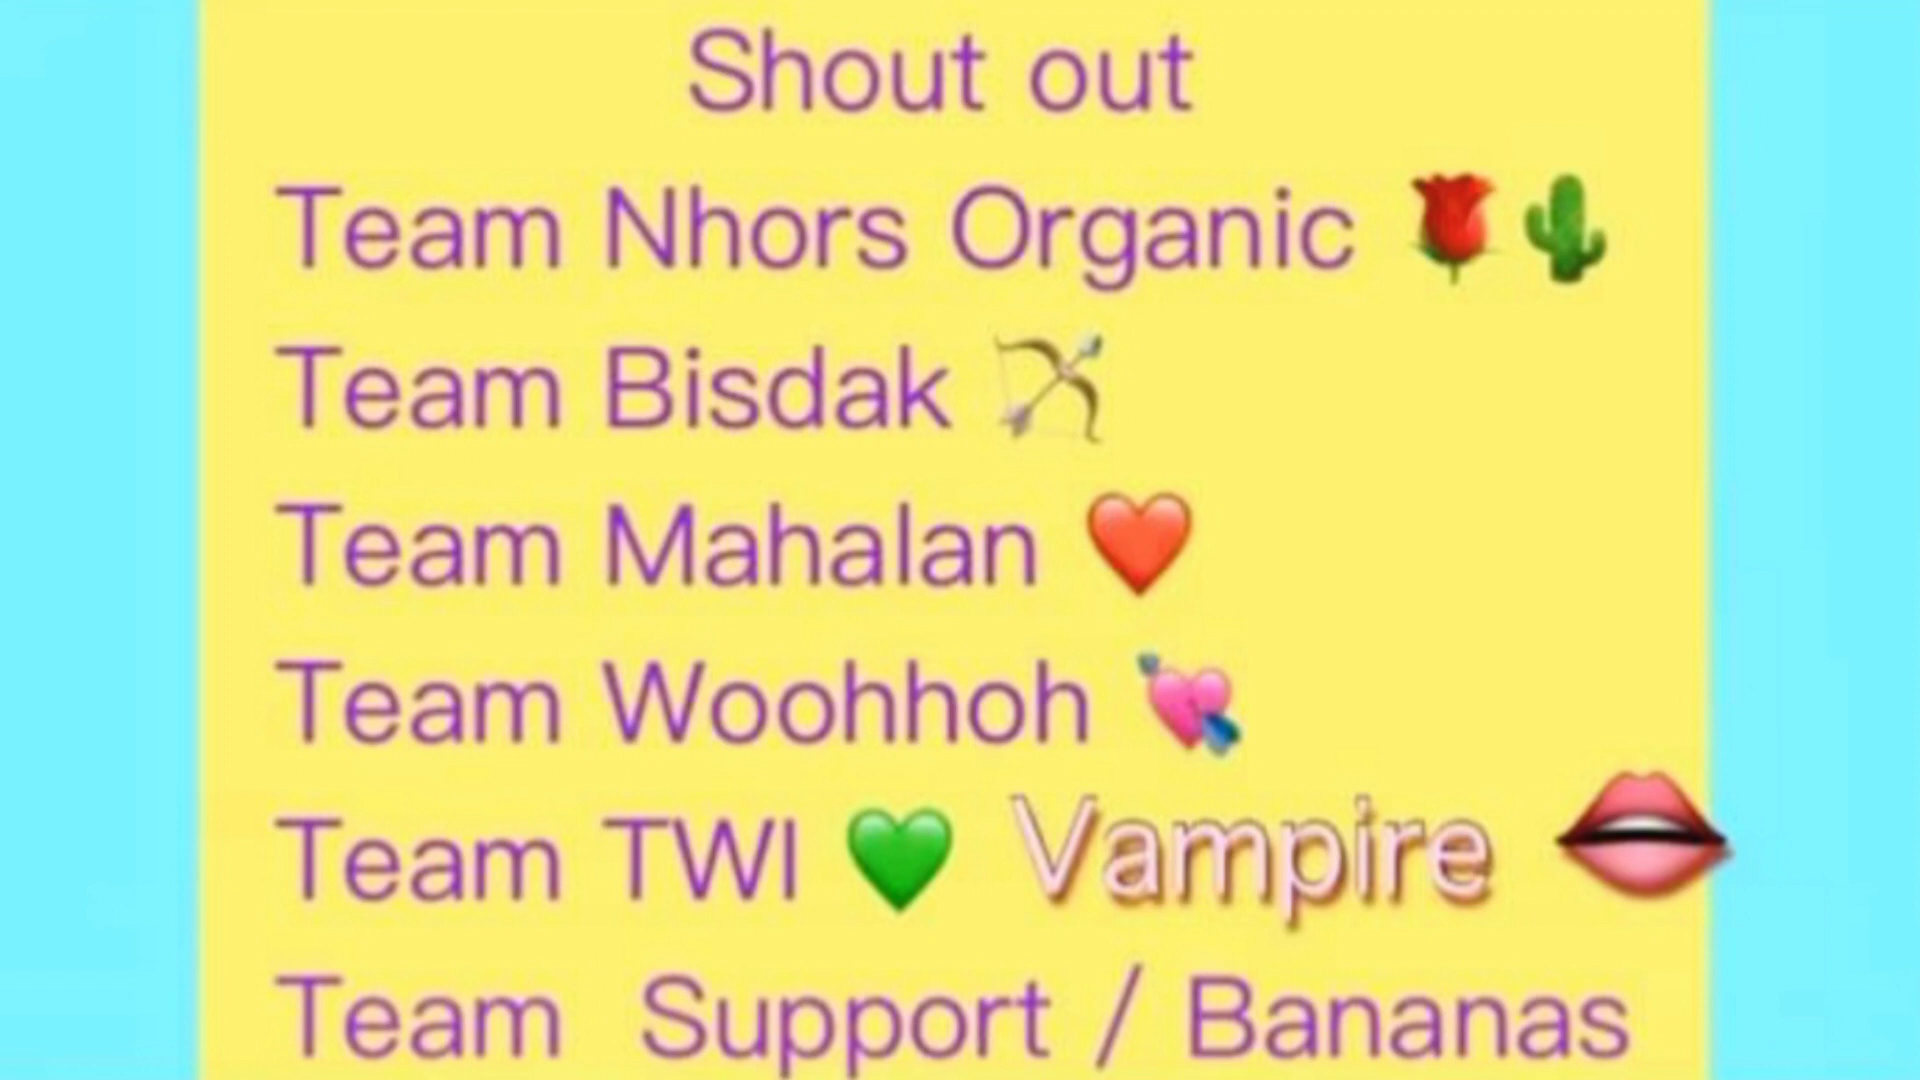 Shout out
Team Nhors Organic 🌹🌵
Team Bisdak 🏹
Team Mahalan ❤️
Team Woohhoh 💘
Team TWI 💚 Vampire 👄
Team Support / Bananas